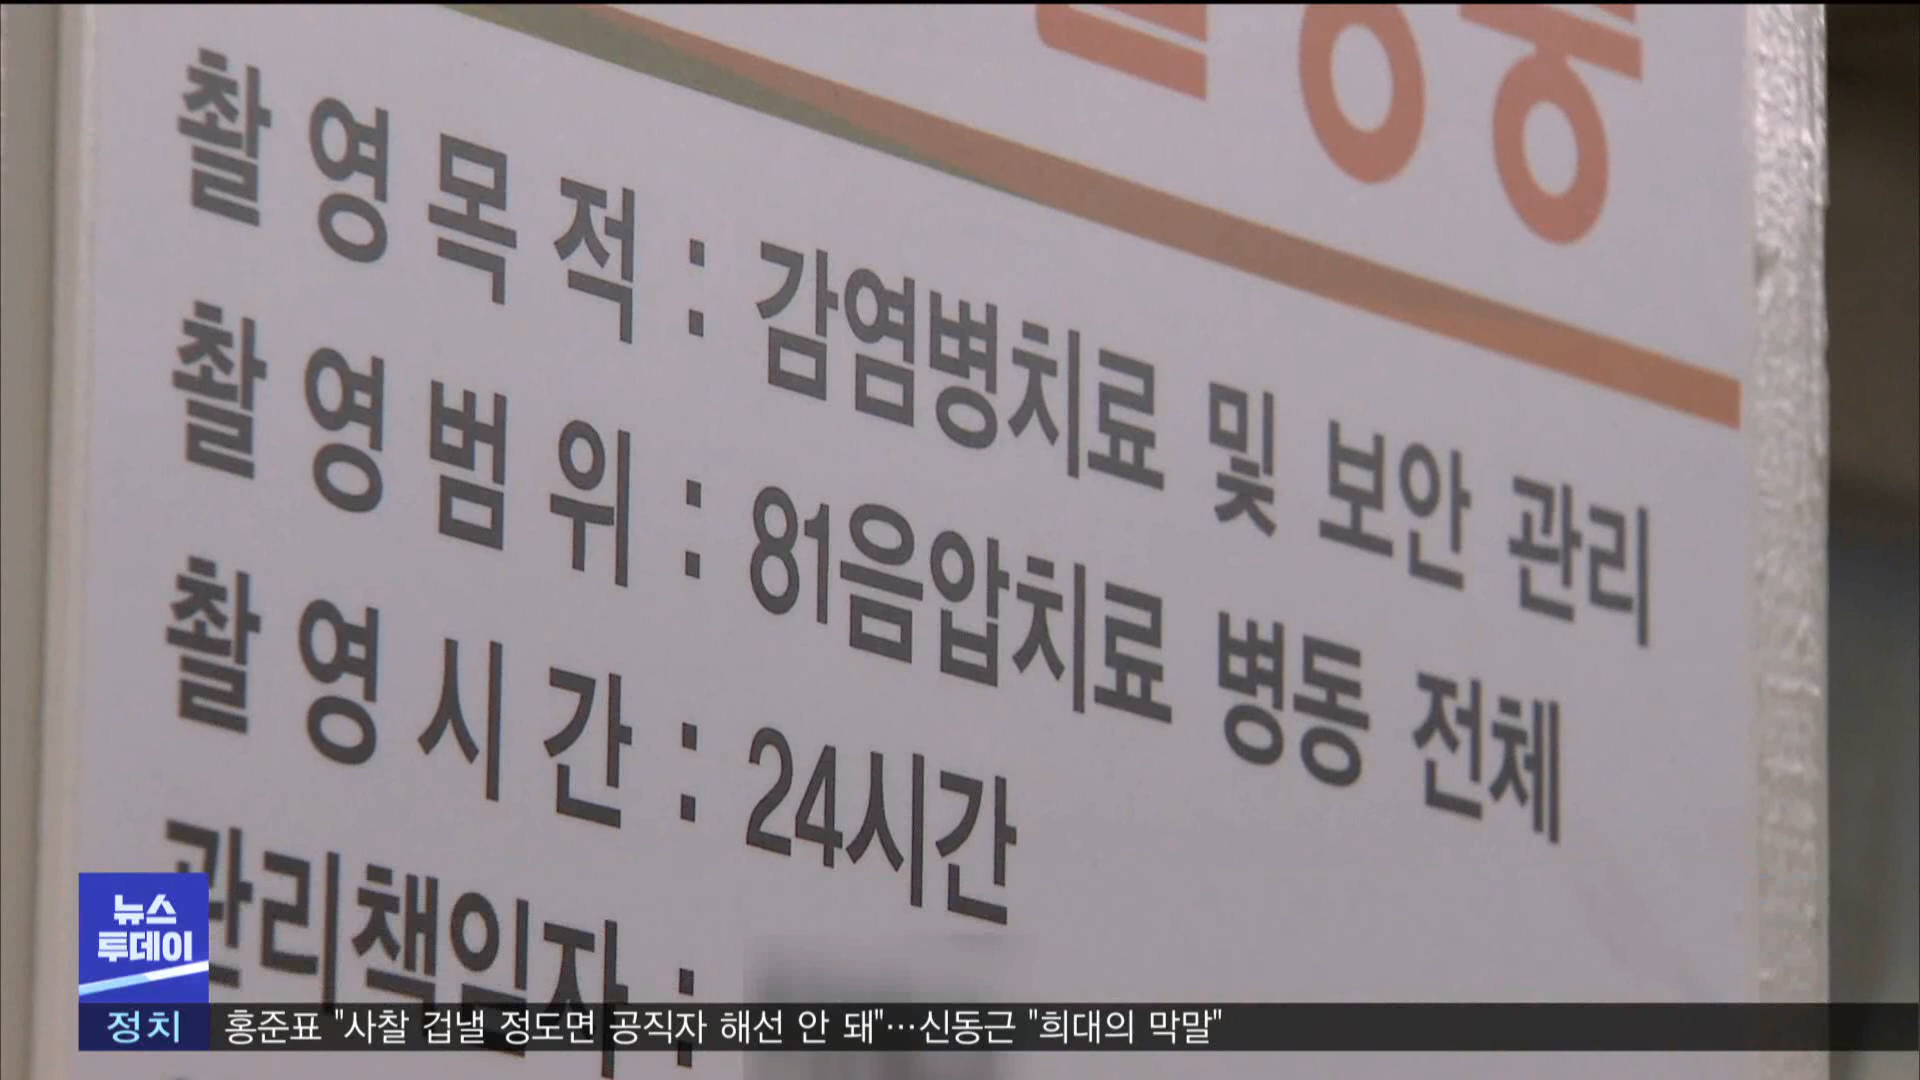 촬영목적 : 감염병치료 및 보안 관리
촬영범위 : 81음압치료 병동 전체
촬영시간 : 24시간
관리책임자 :
뉴스
투데이
정치 홍준표 "사찰 겁낼 정도면 공직자 해선 안 돼"…신동근 "희대의 막말"